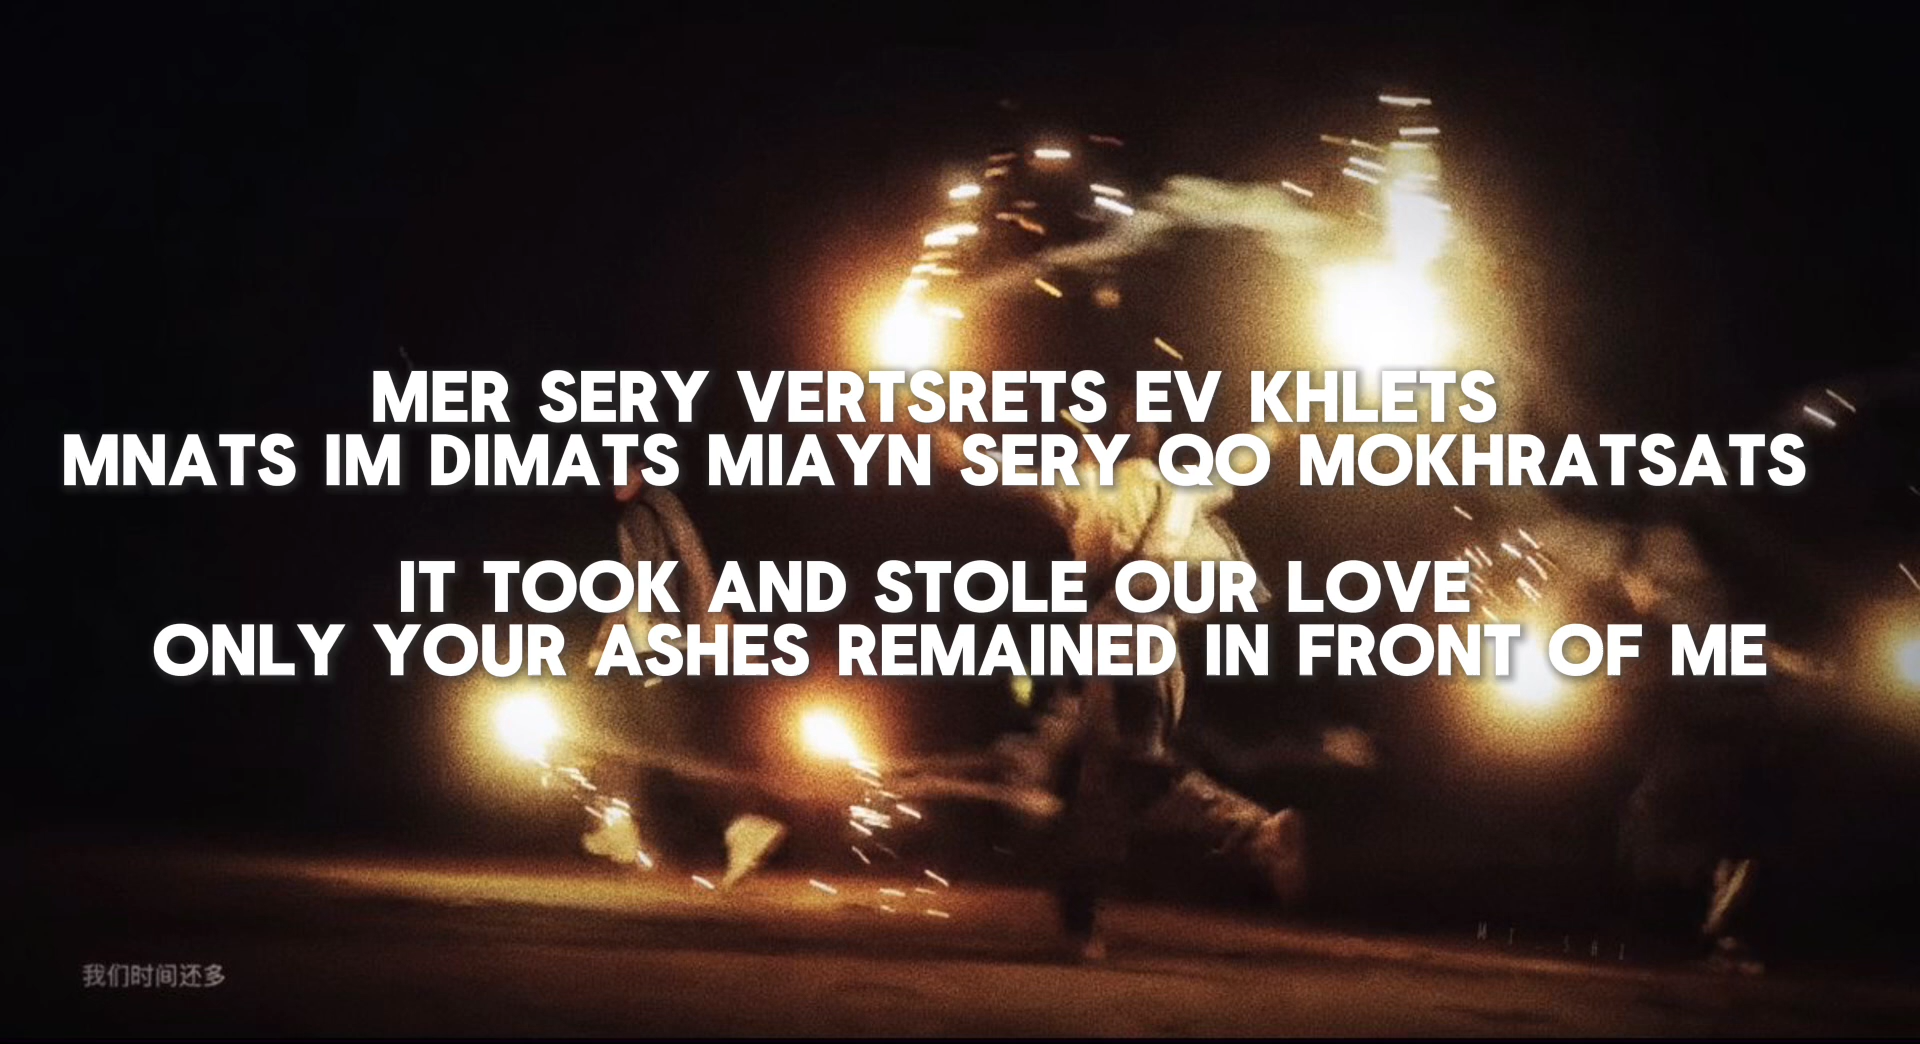 MER SERY VERTSRETS EV KHLETS
MNATS IM DIMATS MIAYN SERY QO MOKHRATSATS
IT TOOK AND STOLE OUR LOVE
ONLY YOUR ASHES REMAINED IN FRONT OF ME
我们时间还多